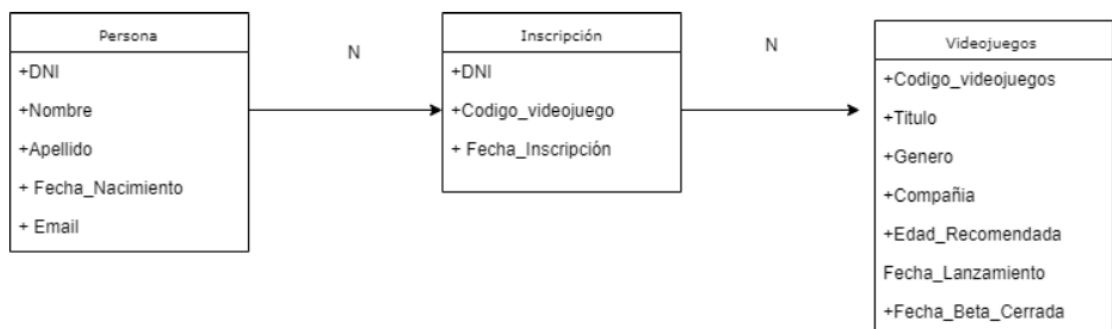 Persona
+DNI
+Nombre
+Apellido
+ Fecha_Nacimiento
+ Email
N
Inscripción
+DNI
+Codigo_videojuego
+ Fecha_Inscripción
N
Videojuegos
+Codigo_videojuegos
+Titulo
+Genero
+Compañia
+Edad_Recomendada
Fecha_Lanzamiento
+Fecha_Beta_Cerrada